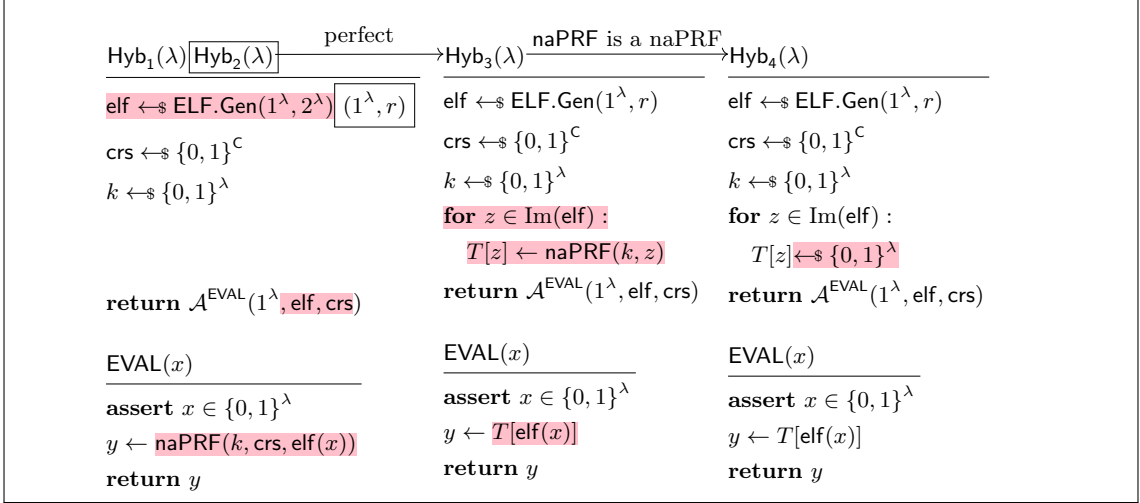 Hyb₁(λ) Hyb₂(λ) perfect
elf ←$ ELF.Gen(1^λ, 2^λ) (1^λ, r)
crs ←$ {0, 1}^C
k ←$ {0, 1}^λ
return 𝒜^EVAL(1^λ, elf, crs)
EVAL(x)
assert x ∈ {0, 1}^λ
y ← naPRF(k, crs, elf(x))
return y
Hyb₃(λ) naPRF is a naPRF
elf ←$ ELF.Gen(1^λ, r)
crs ←$ {0, 1}^C
k ←$ {0, 1}^λ
for z ∈ Im(elf) :
T[z] ← naPRF(k, z)
return 𝒜^EVAL(1^λ, elf, crs)
EVAL(x)
assert x ∈ {0, 1}^λ
y ← T[elf(x)]
return y
Hyb₄(λ)
elf ←$ ELF.Gen(1^λ, r)
crs ←$ {0, 1}^C
k ←$ {0, 1}^λ
for z ∈ Im(elf) :
T[z] ←$ {0, 1}^λ
return 𝒜^EVAL(1^λ, elf, crs)
EVAL(x)
assert x ∈ {0, 1}^λ
y ← T[elf(x)]
return y